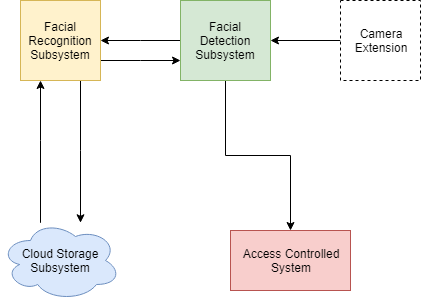 Facial
Recognition
Subsystem
Facial
Detection
Subsystem
Camera
Extension
Cloud Storage
Subsystem
Access Controlled
System